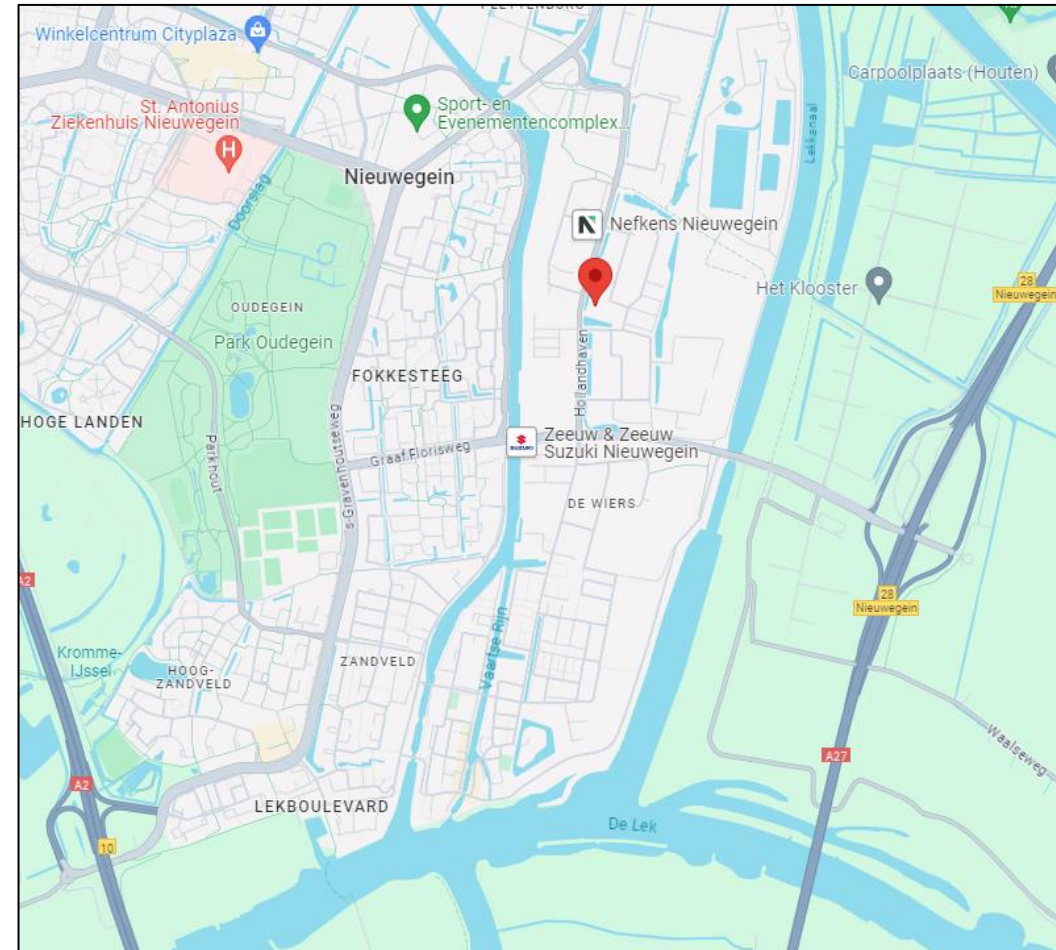 Winkelcentrum Cityplaza
Carpoolplaats (Houten)
St. Antonius
Ziekenhuis Nieuwegein
H
Sport- en
Evenementencomplex...
Lekkanaal
Nieuwegein
Doorslag
N
Nefkens Nieuwegein
28
Nieuwegein
Het Klooster
OUDEGEIN
Park Oudegein
Hollandhaven
FOKKESTEEG
HOGE LANDEN
Parkhout
's-Gravenhoutseweg
Graaf Florisweg
SUZUKI
Zeeuw & Zeeuw
Suzuki Nieuwegein
DE WIERS
A2
28
Nieuwegein
Kromme-
IJssel
HOOG-
ZANDVELD
ZANDVELD
Vaartse Rijn
Waalseweg
A27
A2
LEKBOULEVARD
De Lek
10